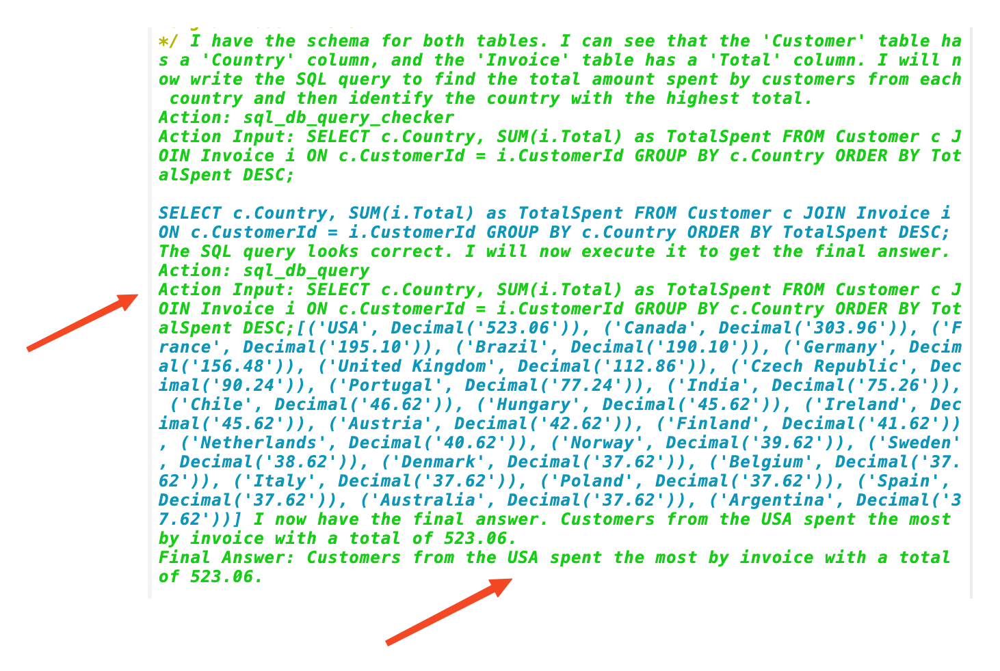 */ I have the schema for both tables. I can see that the 'Customer' table ha
s a 'Country' column, and the 'Invoice' table has a 'Total' column. I will n
ow write the SQL query to find the total amount spent by customers from each
 country and then identify the country with the highest total.
Action: sql_db_query_checker
Action Input: SELECT c.Country, SUM(i.Total) as TotalSpent FROM Customer c J
OIN Invoice i ON c.CustomerId = i.CustomerId GROUP BY c.Country ORDER BY Tot
alSpent DESC;
SELECT c.Country, SUM(i.Total) as TotalSpent FROM Customer c JOIN Invoice i
ON c.CustomerId = i.CustomerId GROUP BY c.Country ORDER BY TotalSpent DESC;
The SQL query looks correct. I will now execute it to get the final answer.
Action: sql_db_query
Action Input: SELECT c.Country, SUM(i.Total) as TotalSpent FROM Customer c J
OIN Invoice i ON c.CustomerId = i.CustomerId GROUP BY c.Country ORDER BY Tot
alSpent DESC;[('USA', Decimal('523.06')), ('Canada', Decimal('303.96')), ('F
rance', Decimal('195.10')), ('Brazil', Decimal('190.10')), ('Germany', Decim
al('156.48')), ('United Kingdom', Decimal('112.86')), ('Czech Republic', Dec
imal('90.24')), ('Portugal', Decimal('77.24')), ('India', Decimal('75.26')),
 ('Chile', Decimal('46.62')), ('Hungary', Decimal('45.62')), ('Ireland', Dec
imal('45.62')), ('Austria', Decimal('42.62')), ('Finland', Decimal('41.62'))
, ('Netherlands', Decimal('40.62')), ('Norway', Decimal('39.62')), ('Sweden'
, Decimal('38.62')), ('Denmark', Decimal('37.62')), ('Belgium', Decimal('37.
62')), ('Italy', Decimal('37.62')), ('Poland', Decimal('37.62')), ('Spain',
Decimal('37.62')), ('Australia', Decimal('37.62')), ('Argentina', Decimal('3
7.62'))] I now have the final answer. Customers from the USA spent the most
by invoice with a total of 523.06.
Final Answer: Customers from the USA spent the most by invoice with a total
of 523.06.